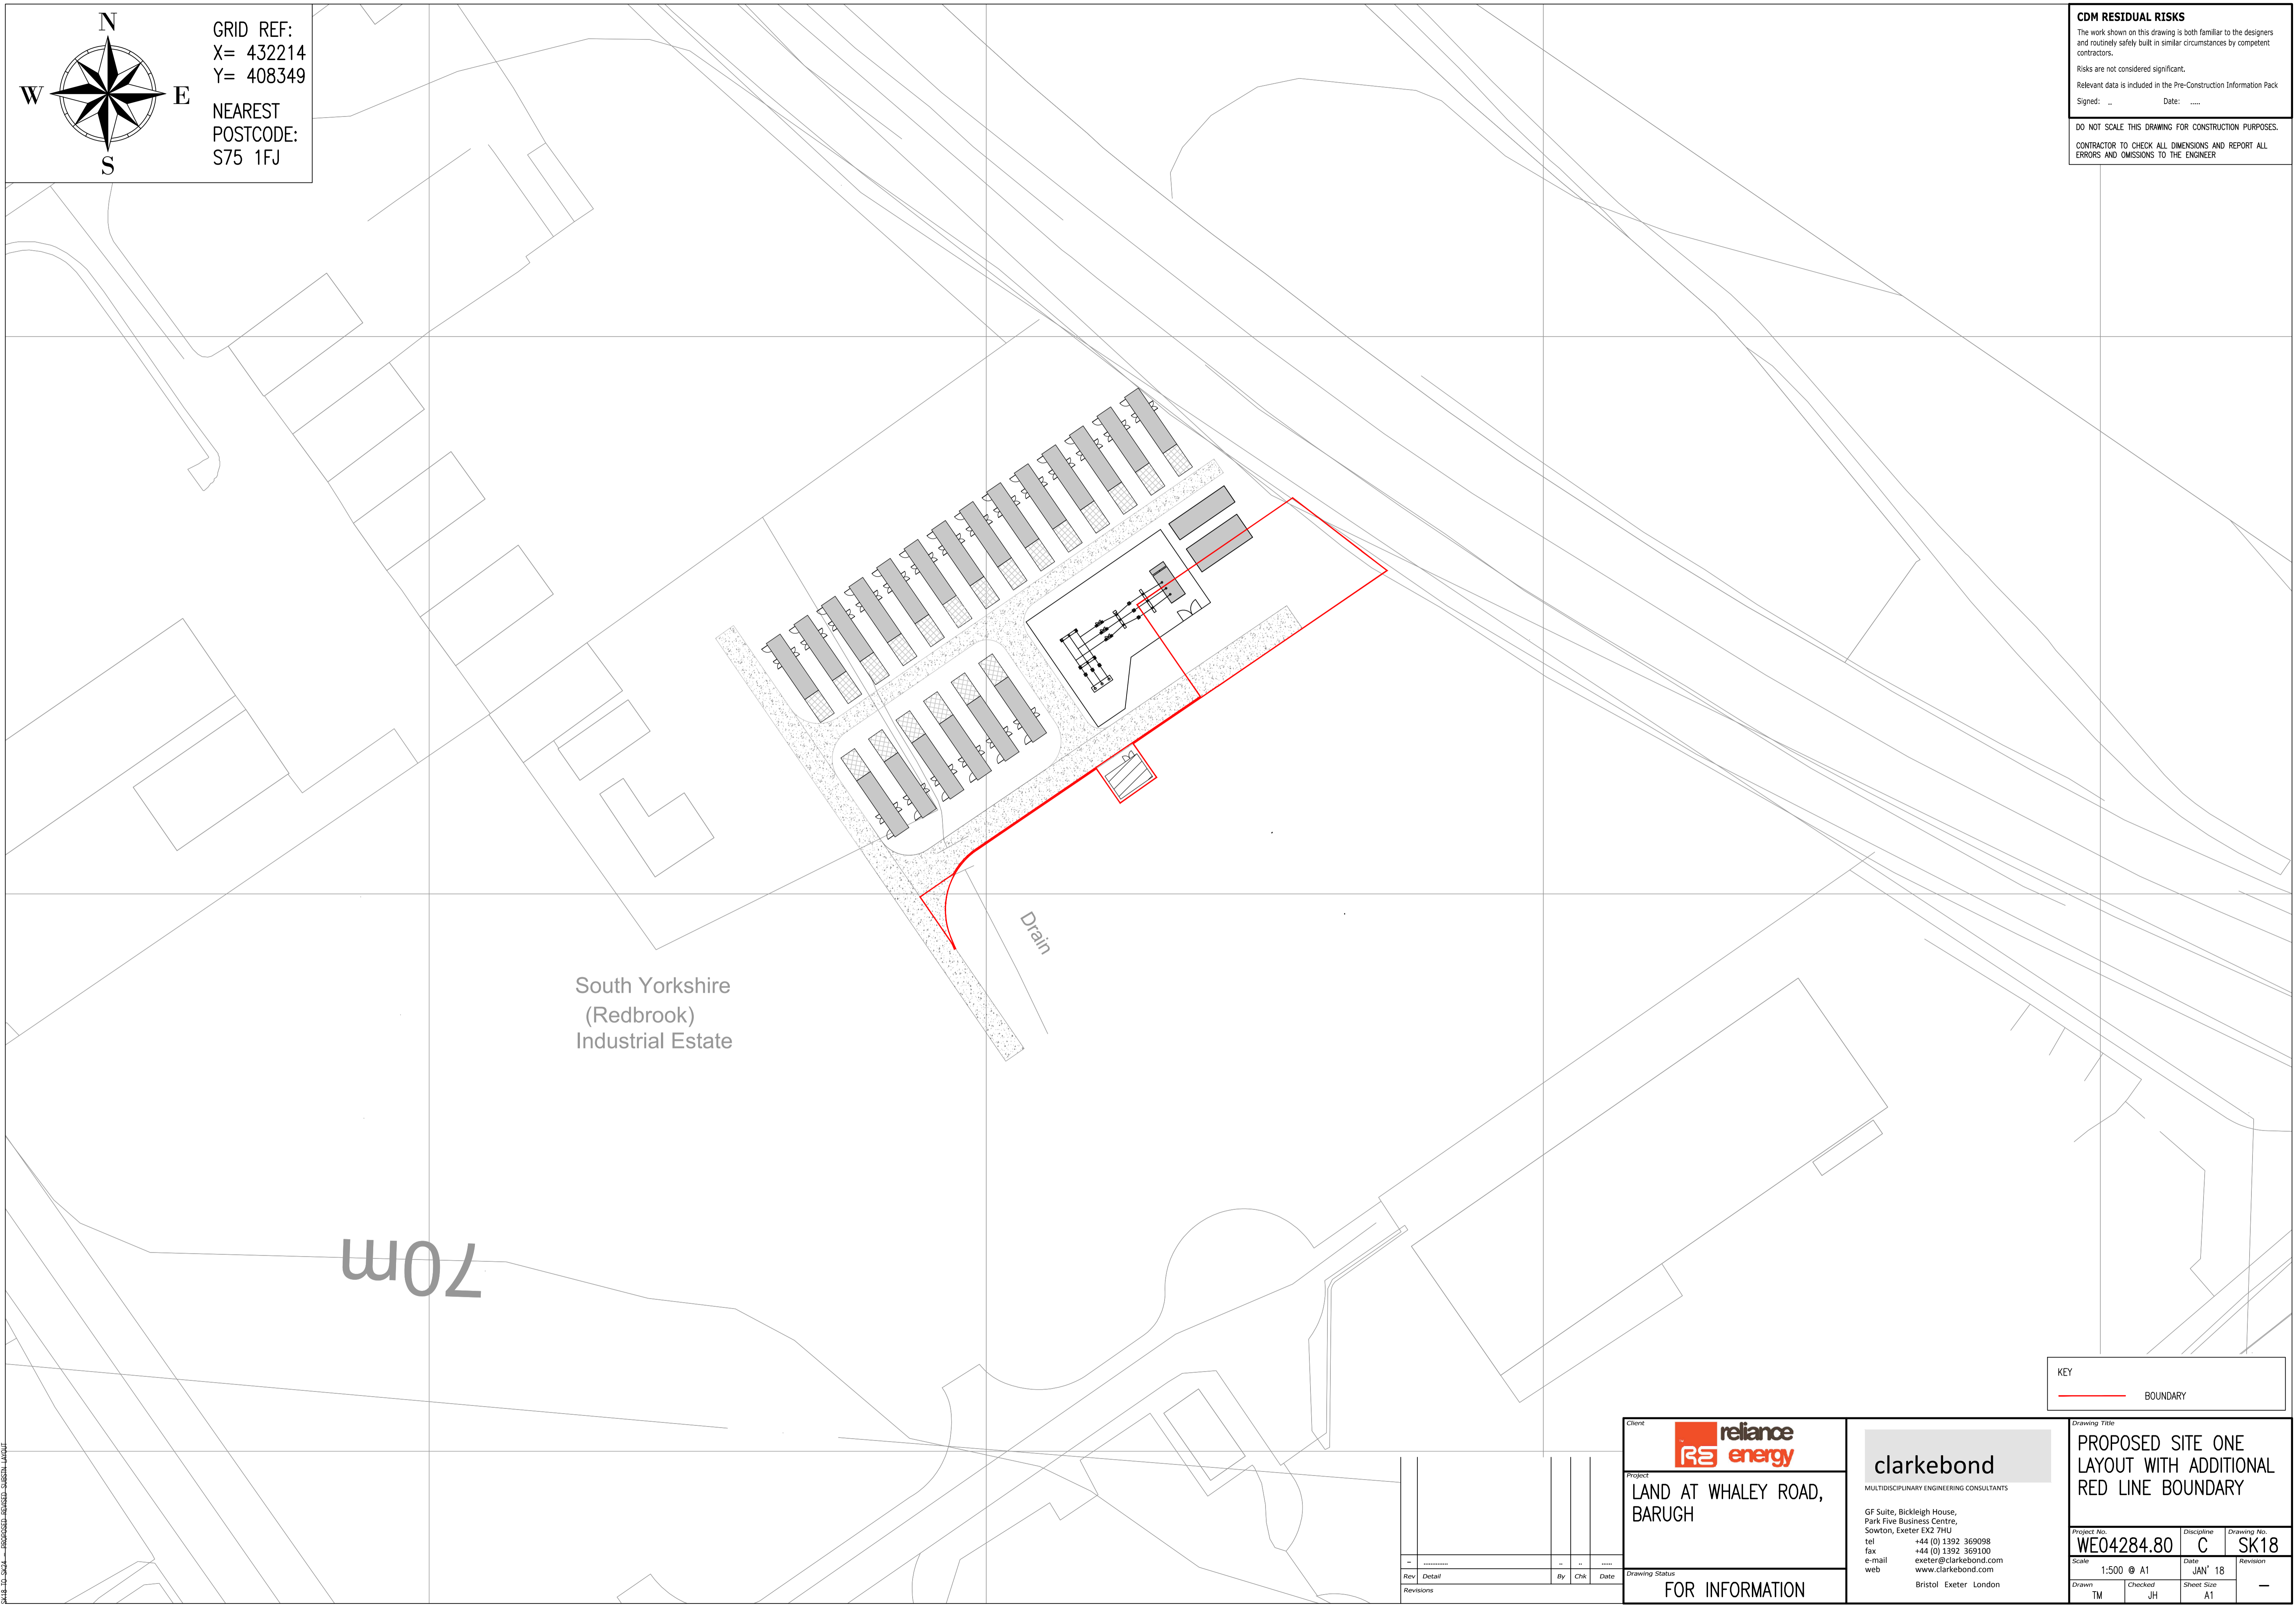 N
W
E
S
GRID REF:
X= 432214
Y= 408349
NEAREST
POSTCODE:
S75 1FJ
CDM RESIDUAL RISKS
The work shown on this drawing is both familiar to the designers
and routinely safely built in similar circumstances by competent
contractors.
Risks are not considered significant.
Relevant data is included in the Pre-Construction Information Pack
Signed: .. Date: .....
DO NOT SCALE THIS DRAWING FOR CONSTRUCTION PURPOSES.
CONTRACTOR TO CHECK ALL DIMENSIONS AND REPORT ALL
ERRORS AND OMISSIONS TO THE ENGINEER
Drain
South Yorkshire
(Redbrook)
Industrial Estate
70m
KEY
BOUNDARY
SK18 TO SK24 - PROPOSED REVISED SUBSTN LAYOUT
– ............. .. .. ......
Rev Detail By Chk Date
Revisions
Client
RE
reliance
energy
Project
LAND AT WHALEY ROAD,
BARUGH
Drawing Status
FOR INFORMATION
clarkebond
MULTIDISCIPLINARY ENGINEERING CONSULTANTS
GF Suite, Bickleigh House,
Park Five Business Centre,
Sowton, Exeter EX2 7HU
tel +44 (0) 1392 369098
fax +44 (0) 1392 369100
e-mail exeter@clarkebond.com
web www.clarkebond.com
Bristol Exeter London
Drawing Title
PROPOSED SITE ONE
LAYOUT WITH ADDITIONAL
RED LINE BOUNDARY
Project No. Discipline Drawing No.
WE04284.80 C SK18
Scale Date Revision
1:500 @ A1 JAN' 18 –
Drawn Checked Sheet Size
TM JH A1